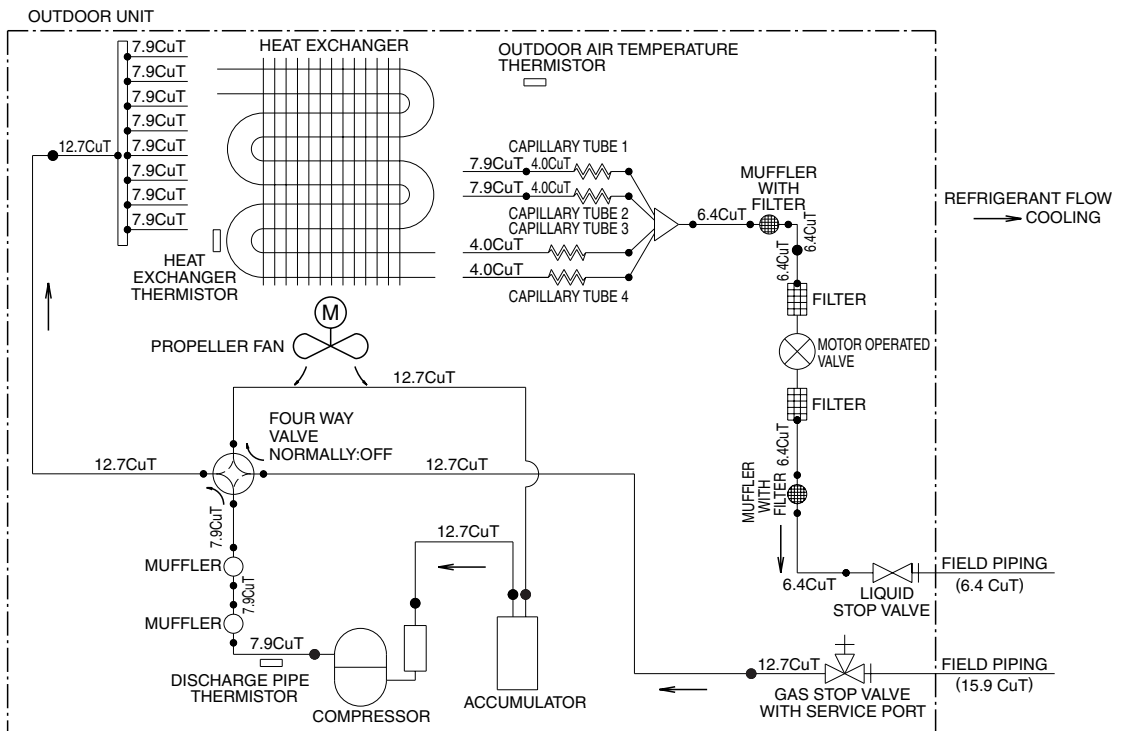 OUTDOOR UNIT
7.9CuT
7.9CuT
7.9CuT
7.9CuT
7.9CuT
7.9CuT
7.9CuT
7.9CuT
12.7CuT
HEAT EXCHANGER
HEAT
EXCHANGER
THERMISTOR
OUTDOOR AIR TEMPERATURE
THERMISTOR
CAPILLARY TUBE 1
7.9CuT
4.0CuT
7.9CuT
4.0CuT
CAPILLARY TUBE 2
CAPILLARY TUBE 3
4.0CuT
4.0CuT
CAPILLARY TUBE 4
6.4CuT
MUFFLER
WITH
FILTER
6.4CuT
6.4CuT
FILTER
MOTOR OPERATED
VALVE
FILTER
6.4CuT
MUFFLER
WITH
FILTER
6.4CuT
LIQUID
STOP VALVE
FIELD PIPING
(6.4 CuT)
REFRIGERANT FLOW
COOLING
M
PROPELLER FAN
12.7CuT
FOUR WAY
VALVE
NORMALLY:OFF
12.7CuT
12.7CuT
7.9CuT
MUFFLER
7.9CuT
MUFFLER
7.9CuT
DISCHARGE PIPE
THERMISTOR
COMPRESSOR
12.7CuT
ACCUMULATOR
12.7CuT
GAS STOP VALVE
WITH SERVICE PORT
FIELD PIPING
(15.9 CuT)